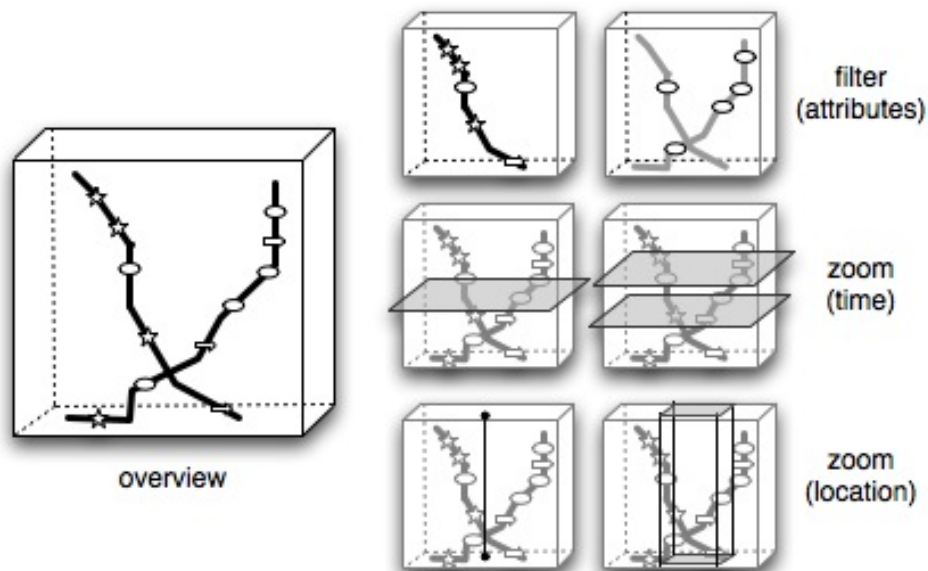 filter
(attributes)
zoom
(time)
overview
zoom
(location)